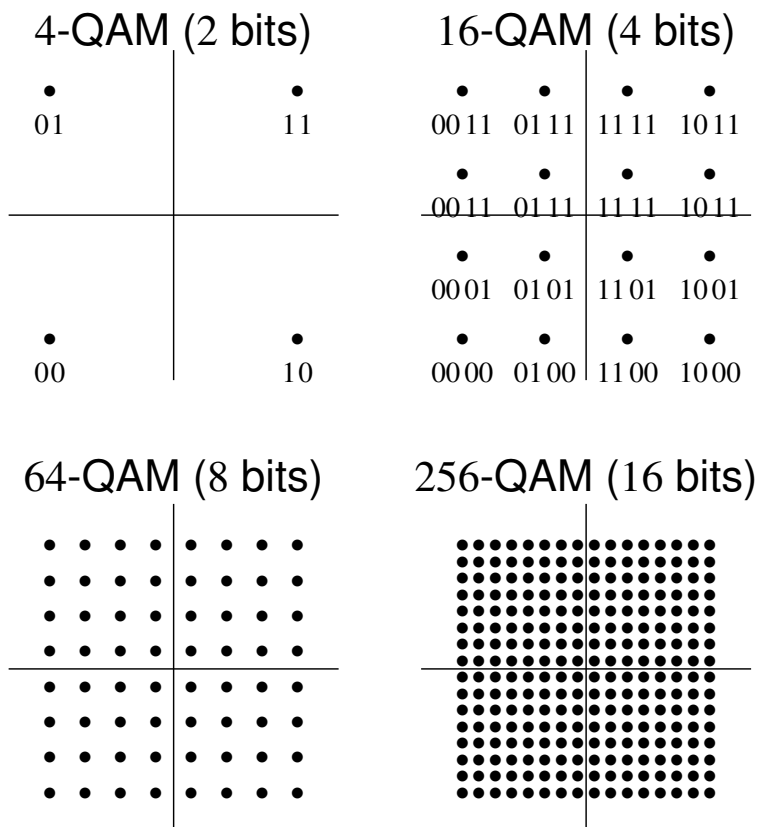 4-QAM (2 bits)
01 11
00 10
16-QAM (4 bits)
0011 0111 1111 1011
0011 0111 1111 1011
0001 0101 1101 1001
0000 0100 1100 1000
64-QAM (8 bits)
256-QAM (16 bits)